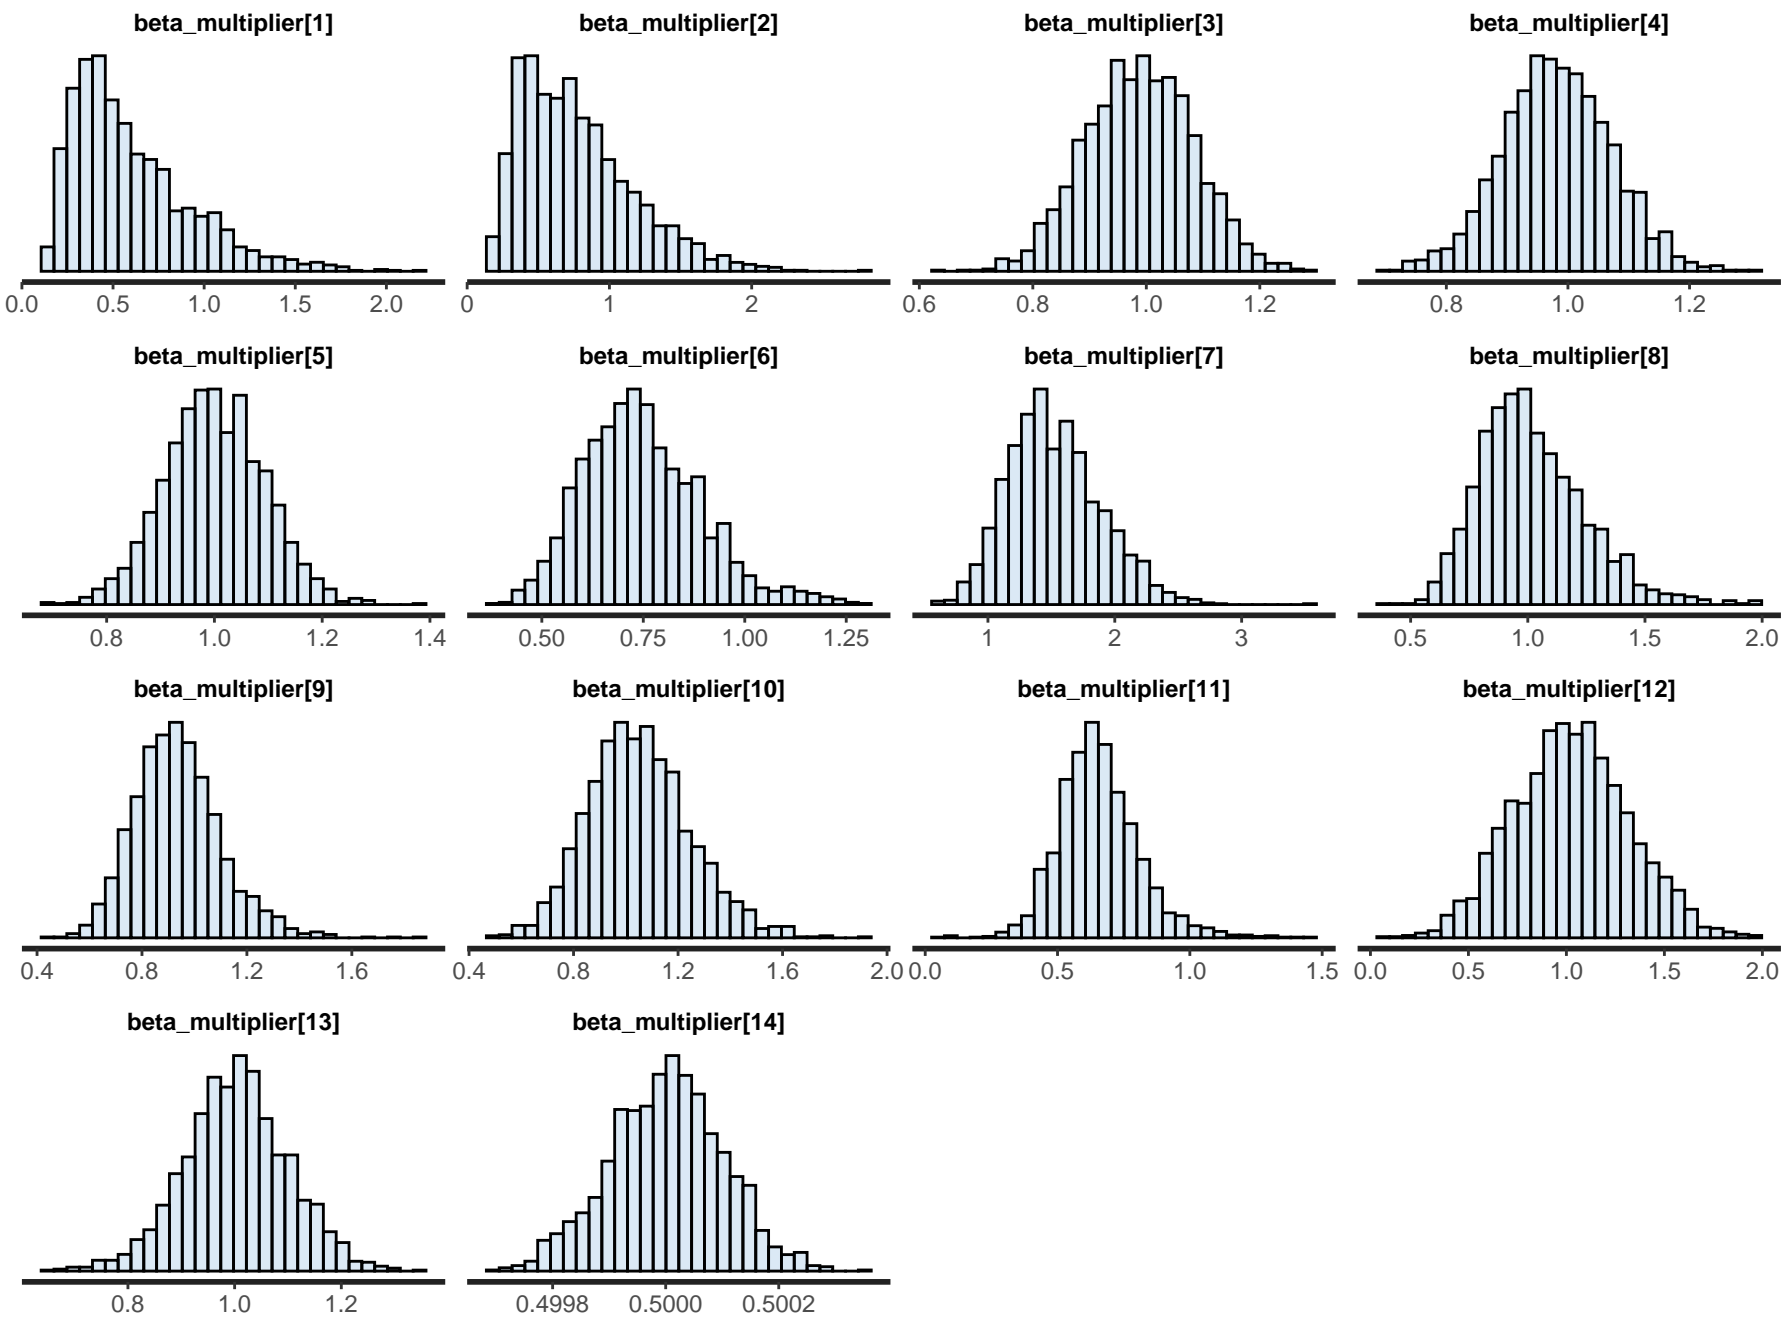 beta_multiplier[1] beta_multiplier[2] beta_multiplier[3] beta_multiplier[4]
0.0 0.5 1.0 1.5 2.0 0 1 2 0.6 0.8 1.0 1.2 0.8 1.0 1.2
beta_multiplier[5] beta_multiplier[6] beta_multiplier[7] beta_multiplier[8]
0.8 1.0 1.2 1.4 0.50 0.75 1.00 1.25 1 2 3 0.5 1.0 1.5 2.0
beta_multiplier[9] beta_multiplier[10] beta_multiplier[11] beta_multiplier[12]
0.4 0.8 1.2 1.6 0.4 0.8 1.2 1.6 2.0 0.0 0.5 1.0 1.5 0.0 0.5 1.0 1.5 2.0
beta_multiplier[13] beta_multiplier[14]
0.8 1.0 1.2 0.4998 0.5000 0.5002